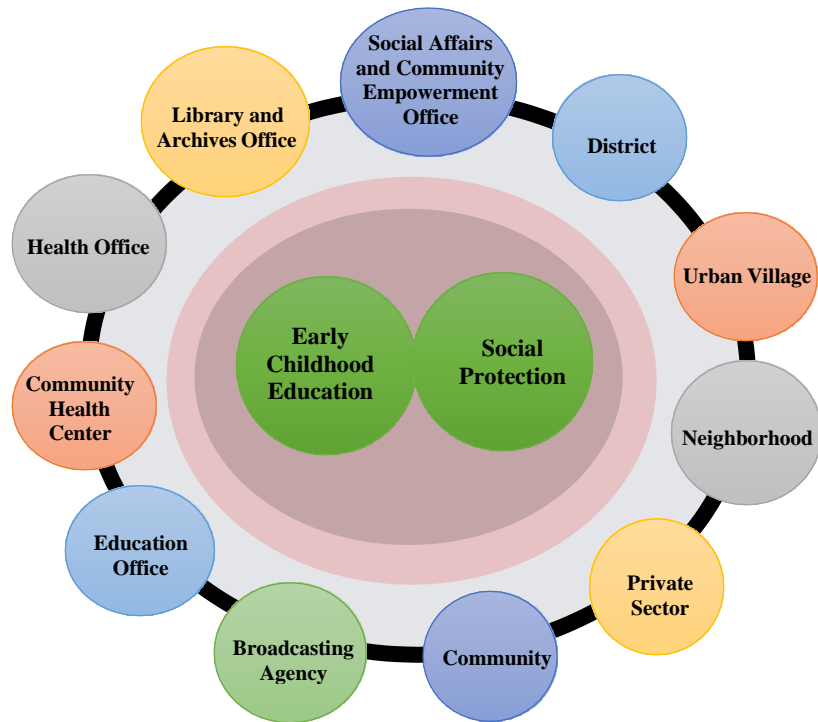 Social Affairs
and Community
Empowerment
Office
Library and
Archives Office
District
Health Office
Urban Village
Early
Childhood
Education
Social
Protection
Community
Health
Center
Neighborhood
Education
Office
Private
Sector
Broadcasting
Agency
Community